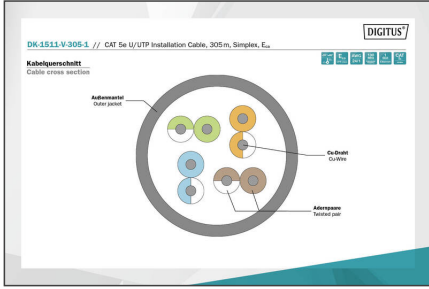 DIGITUS®
DK-1511-V-305-1 // CAT 5e U/UTP Installation Cable, 305 m, Simplex, Eca
Kabelquerschnitt
Cable cross section
Außenmantel
Outer jacket
Cu-Draht
Cu-Wire
Adernpaare
Twisted pair